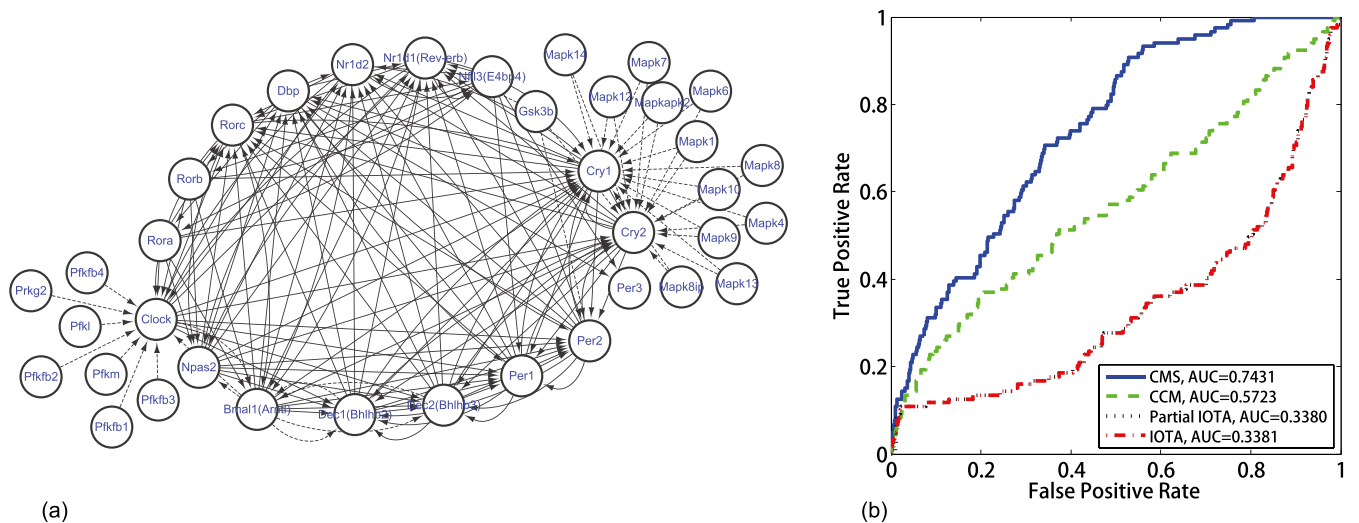 Nr1d2
Nr1d1(Rev-erb)
Nfil3(E4bp4)
Mapk14
Mapk7
Dbp
Mapk12
Mapkapk2
Mapk6
Gsk3b
Rorc
Mapk1
Cry1
Mapk8
Rorb
Mapk10
Rora
Cry2
Mapk4
Mapk9
Pfkfb4
Prkg2
Per3
Mapk8ip
Mapk13
Clock
Pfkl
Per2
Npas2
Pfkfb2
Pfkm
Per1
Pfkfb3
Bmal1(Arntl)
Dec1(Bhlhb2)
Dec2(Bhlhb3)
Pfkfb1
(a)
True Positive Rate
1
0.8
0.6
0.4
0.2
0
0 0.2 0.4 0.6 0.8 1
False Positive Rate
CMS, AUC=0.7431
CCM, AUC=0.5723
Partial IOTA, AUC=0.3380
IOTA, AUC=0.3381
(b)